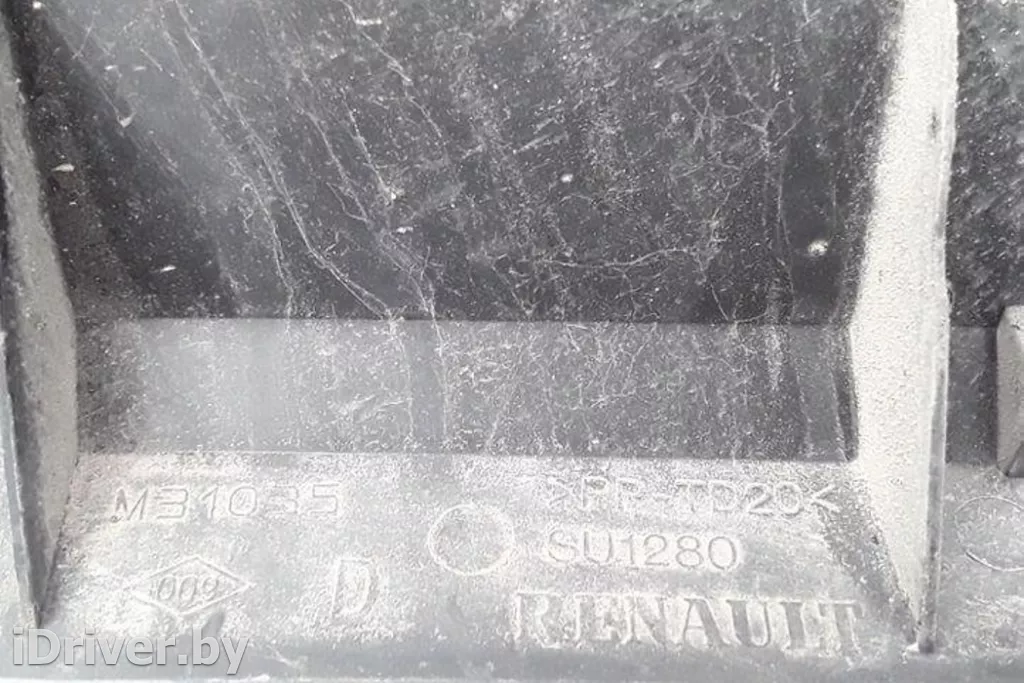 M31035
>PP-TD20<
SU1280
009
D
RENAULT
iDriver.by